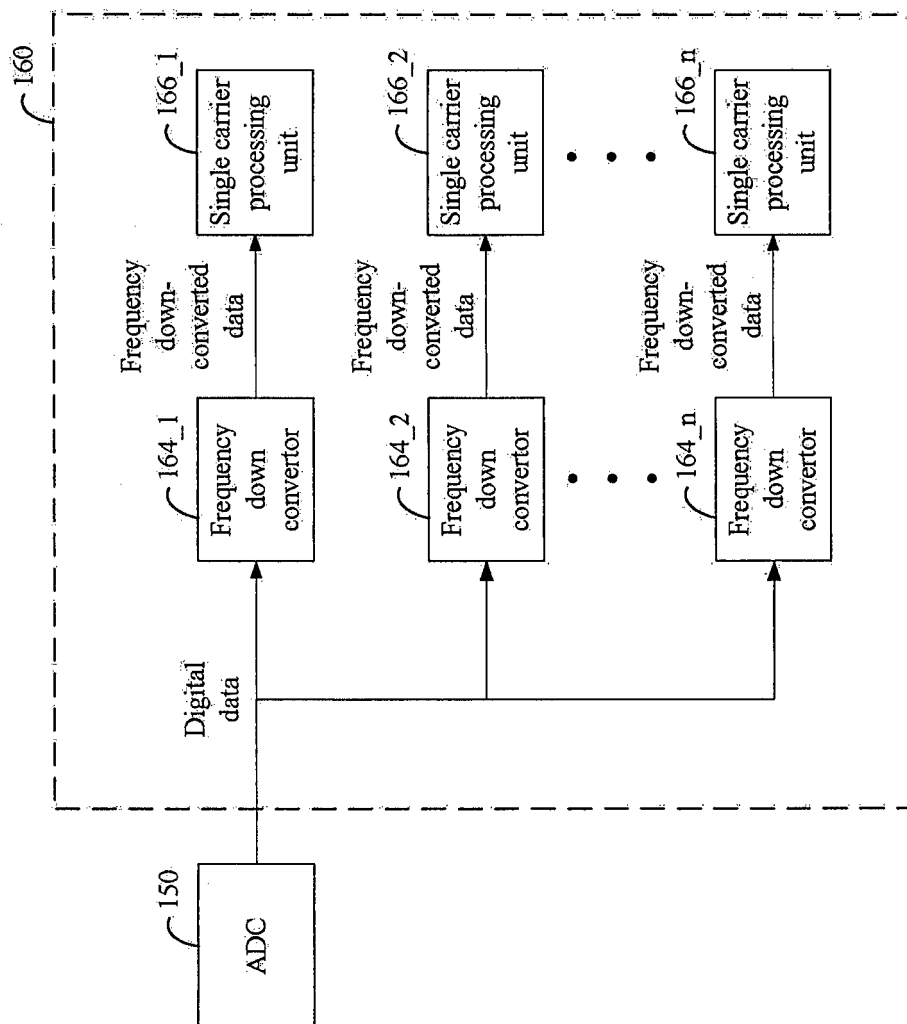 160
150
ADC
Digital
data
164_1
Frequency
down
convertor
Frequency
down-
converted
data
166_1
Single carrier
processing
unit
164_2
Frequency
down
convertor
Frequency
down-
converted
data
166_2
Single carrier
processing
unit
164_n
Frequency
down
convertor
Frequency
down-
converted
data
166_n
Single carrier
processing
unit